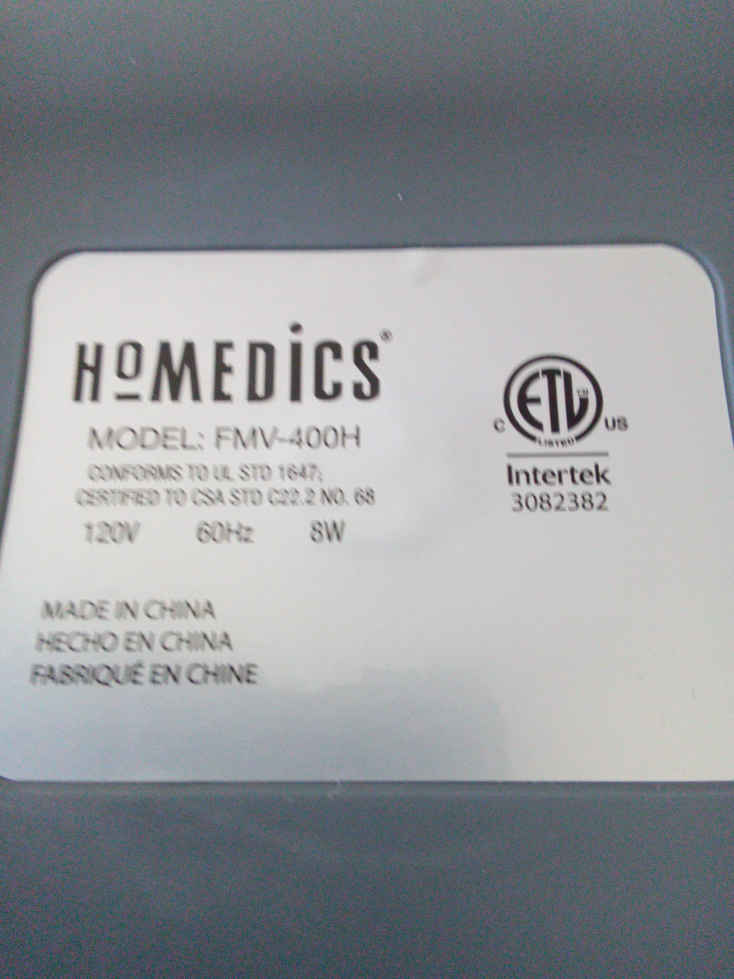 HoMEDiCS®
MODEL: FMV-400H
CONFORMS TO UL STD 1647;
CERTIFIED TO CSA STD C22.2 NO. 68
120V 60Hz 8W
MADE IN CHINA
HECHO EN CHINA
FABRIQUÉ EN CHINE
ETL CM
LISTED
C US
Intertek
3082382